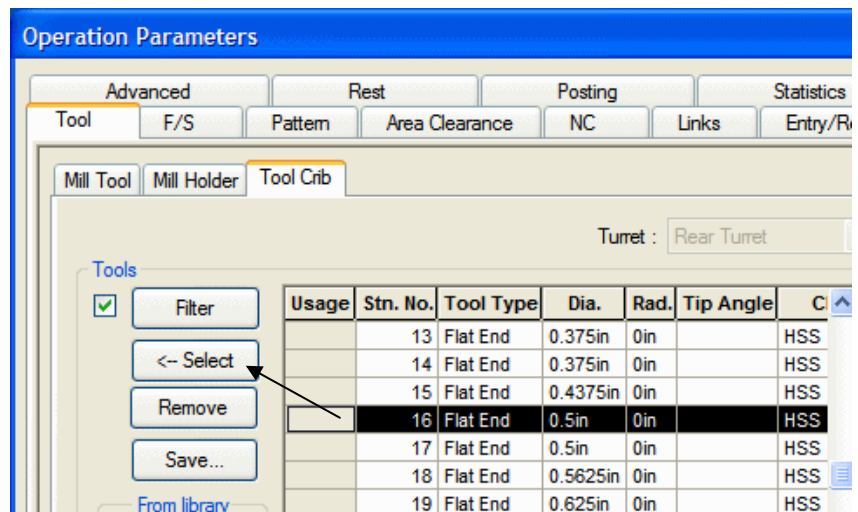 Operation Parameters
Advanced Rest Posting Statistics
Tool F/S Pattern Area Clearance NC Links Entry/Re
Mill Tool Mill Holder Tool Crib
Turret : Rear Turret
Tools
Filter
<-- Select
Remove
Save...
From library
Usage Stn. No. Tool Type Dia. Rad. Tip Angle C
13 Flat End 0.375in 0in HSS
14 Flat End 0.375in 0in HSS
15 Flat End 0.4375in 0in HSS
16 Flat End 0.5in 0in HSS
17 Flat End 0.5in 0in HSS
18 Flat End 0.5625in 0in HSS
19 Flat End 0.625in 0in HSS